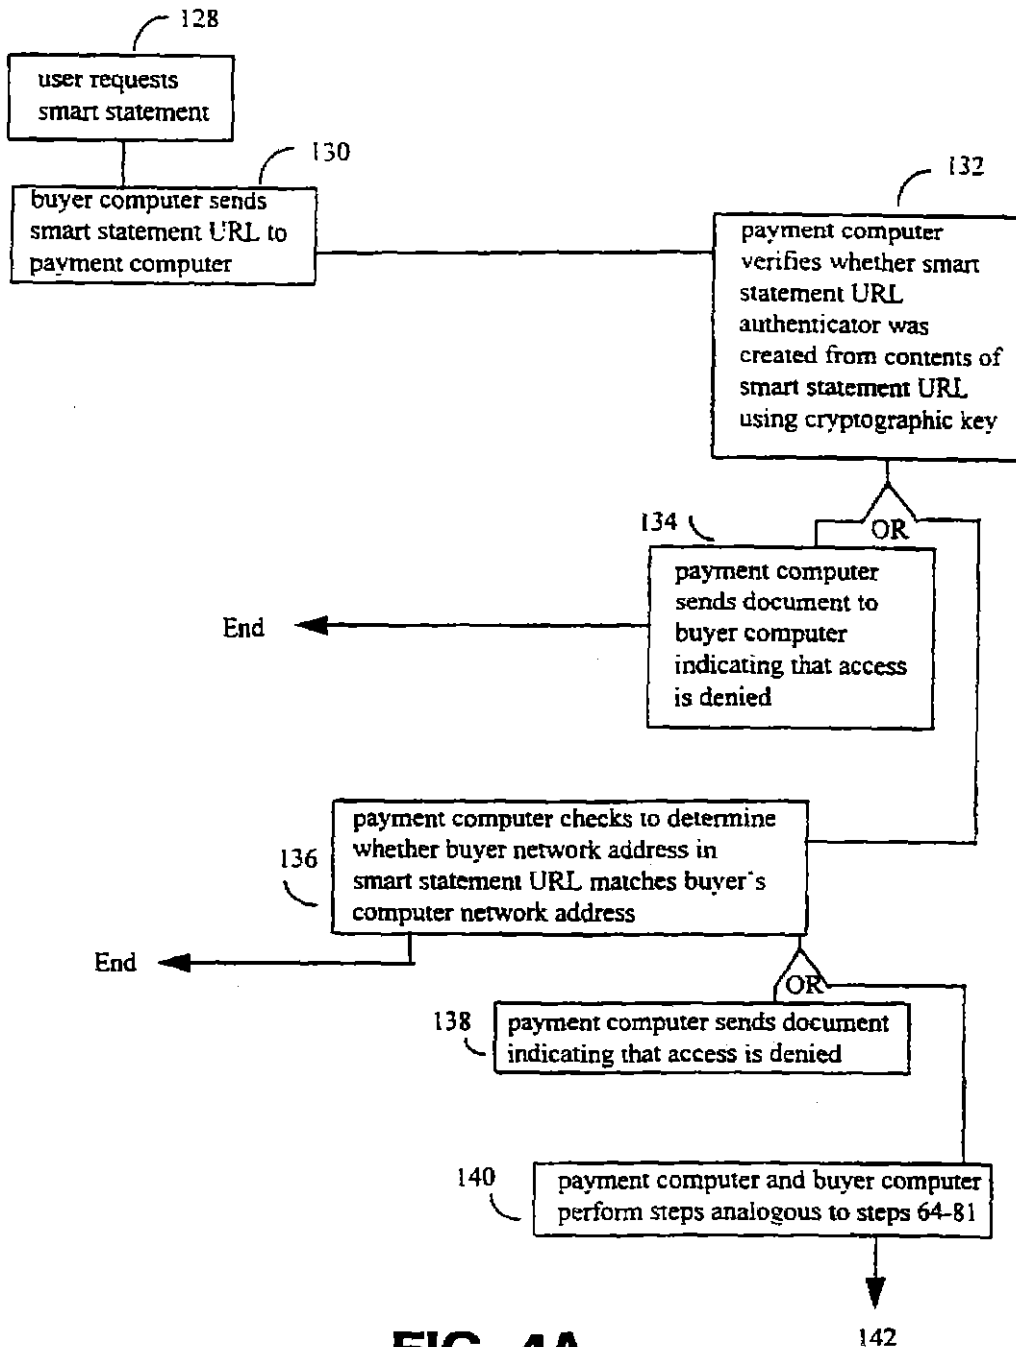 128
user requests
smart statement
130
buyer computer sends
smart statement URL to
payment computer
132
payment computer
verifies whether smart
statement URL
authenticator was
created from contents of
smart statement URL
using cryptographic key
OR
134
payment computer
sends document to
buyer computer
indicating that access
is denied
End
payment computer checks to determine
whether buyer network address in
smart statement URL matches buyer's
computer network address
136
End
OR
138
payment computer sends document
indicating that access is denied
140
payment computer and buyer computer
perform steps analogous to steps 64-81
142
FIG. 4A